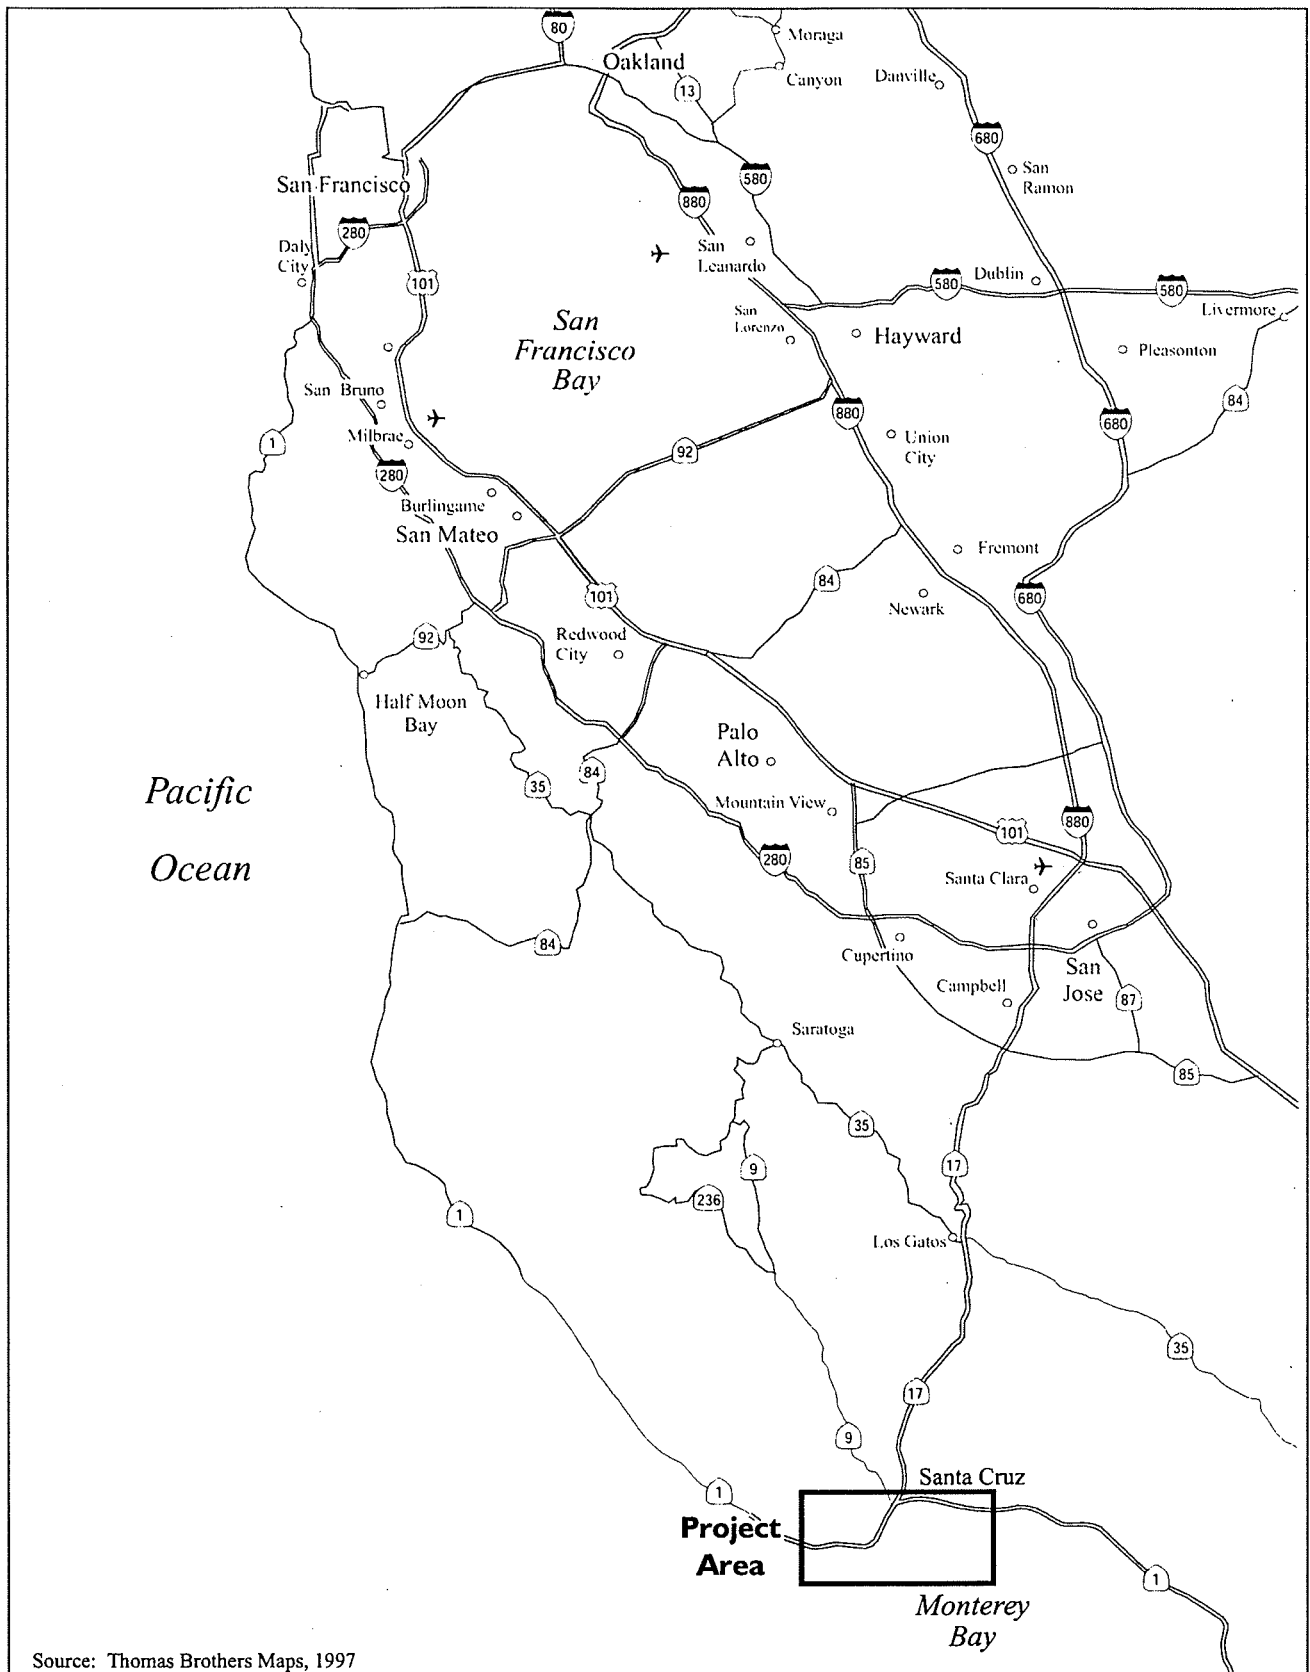 80
Moraga
Oakland
Canyon
Danville
13
680
San
Ramon
580
San Francisco
880
280
Daly
City
San
Leanardo
Dublin
101
580
580
Livermore
San
Lorenzo
Hayward
San
Francisco
Bay
Pleasonton
San Bruno
84
880
680
1
Milbrae
92
Union
City
280
Burlingame
San Mateo
Fremont
84
101
680
Newark
92
Redwood
City
Half Moon
Bay
Palo
Alto
84
35
Pacific
Ocean
Mountain View
101
880
280
85
Santa Clara
84
Cupertino
San
Jose
Campbell
87
Saratoga
85
35
17
9
236
1
Los Gatos
35
17
9
Santa Cruz
1
Project
Area
1
Monterey
Bay
Source: Thomas Brothers Maps, 1997